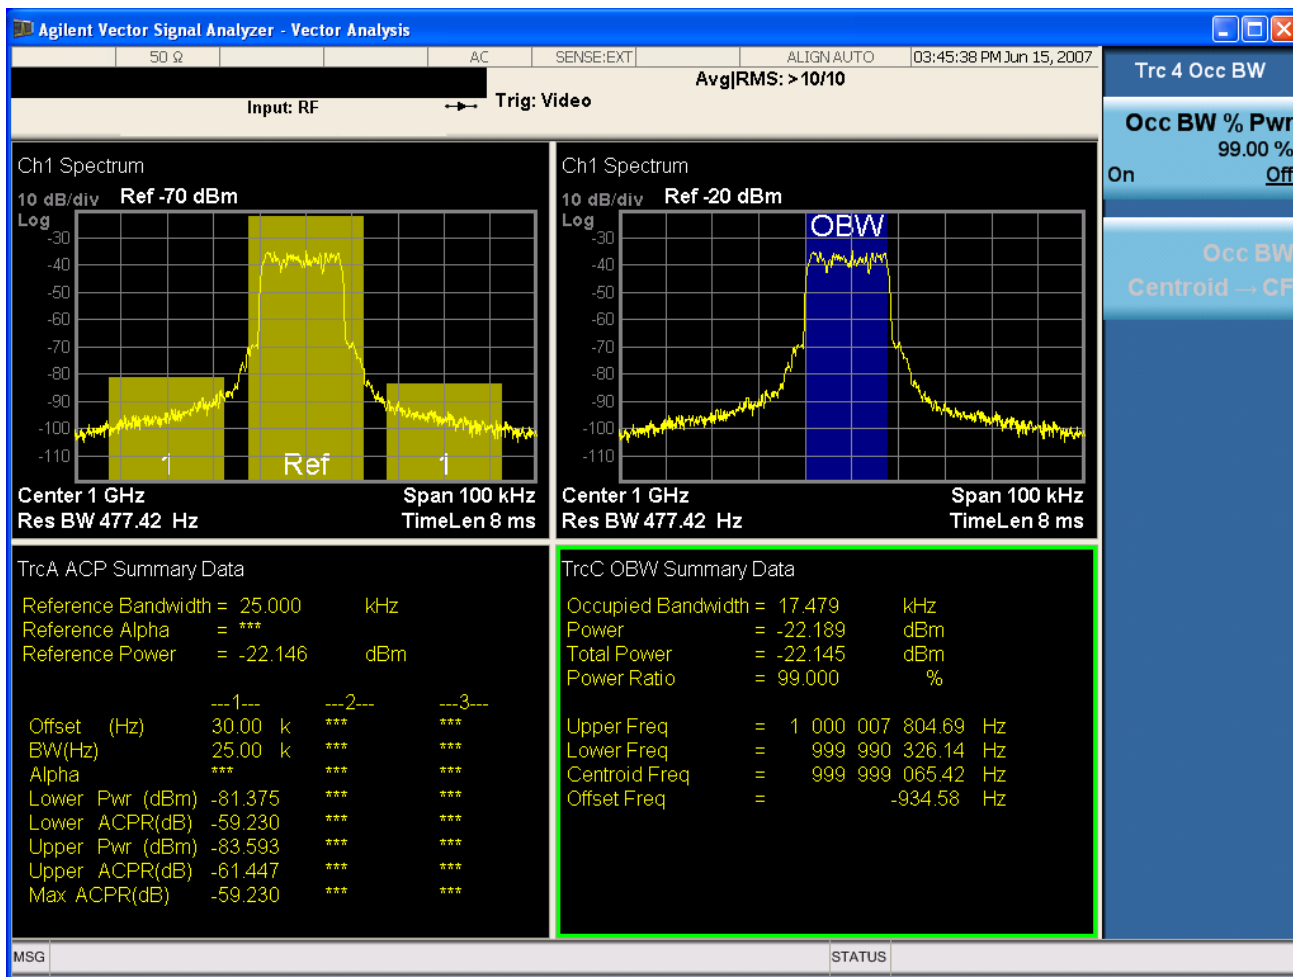 Agilent Vector Signal Analyzer - Vector Analysis
50 Ω AC SENSE:EXT ALIGN AUTO 03:45:38 PM Jun 15, 2007
Avg|RMS: >10/10
Input: RF Trig: Video
Trc 4 Occ BW
Occ BW % Pwr
99.00 %
On Off
Occ BW
Centroid → CF
Ch1 Spectrum
10 dB/div Ref -70 dBm
Log
-30
-40
-50
-60
-70
-80
-90
-100
-110
1 Ref 1
Center 1 GHz Span 100 kHz
Res BW 477.42 Hz TimeLen 8 ms
Ch1 Spectrum
10 dB/div Ref -20 dBm
Log
OBW
-30
-40
-50
-60
-70
-80
-90
-100
-110
Center 1 GHz Span 100 kHz
Res BW 477.42 Hz TimeLen 8 ms
TrcA ACP Summary Data
Reference Bandwidth = 25.000 kHz
Reference Alpha = ***
Reference Power = -22.146 dBm
---1--- ---2--- ---3---
Offset (Hz) 30.00 k *** ***
BW(Hz) 25.00 k *** ***
Alpha *** *** ***
Lower Pwr (dBm) -81.375 *** ***
Lower ACPR(dB) -59.230 *** ***
Upper Pwr (dBm) -83.593 *** ***
Upper ACPR(dB) -61.447 *** ***
Max ACPR(dB) -59.230 *** ***
TrcC OBW Summary Data
Occupied Bandwidth = 17.479 kHz
Power = -22.189 dBm
Total Power = -22.145 dBm
Power Ratio = 99.000 %
Upper Freq = 1 000 007 804.69 Hz
Lower Freq = 999 990 326.14 Hz
Centroid Freq = 999 999 065.42 Hz
Offset Freq = -934.58 Hz
MSG STATUS